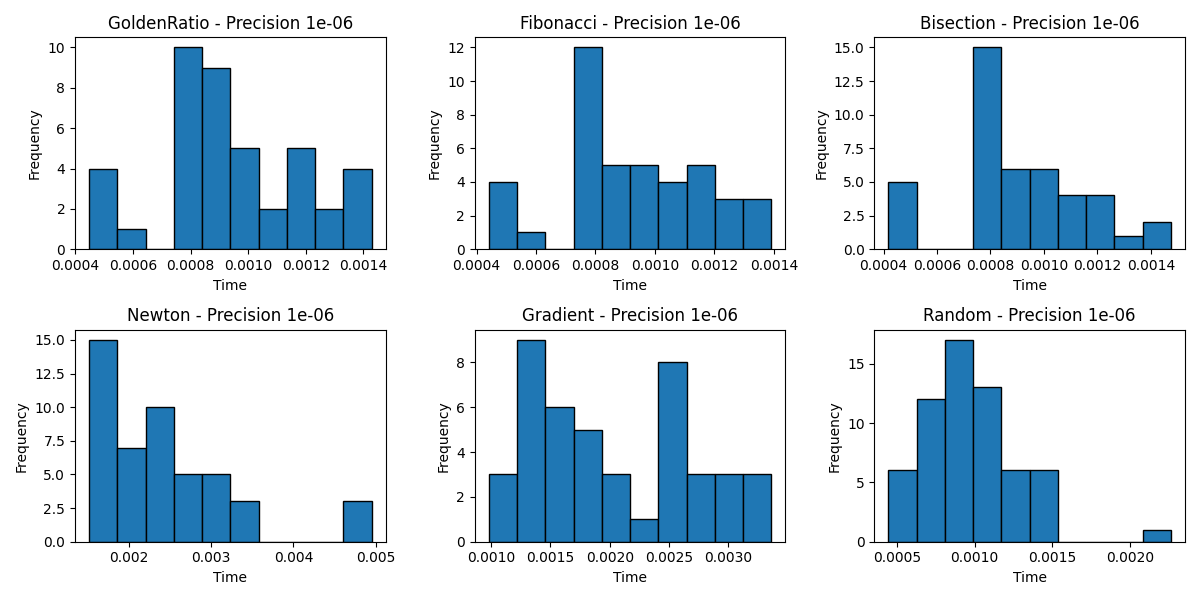 GoldenRatio - Precision 1e-06
Fibonacci - Precision 1e-06
Bisection - Precision 1e-06
10
8
6
4
2
0
Frequency
0.0004 0.0006 0.0008 0.0010 0.0012 0.0014
Time
12
10
8
6
4
2
0
Frequency
0.0004 0.0006 0.0008 0.0010 0.0012 0.0014
Time
15.0
12.5
10.0
7.5
5.0
2.5
0.0
Frequency
0.0004 0.0006 0.0008 0.0010 0.0012 0.0014
Time
Newton - Precision 1e-06
Gradient - Precision 1e-06
Random - Precision 1e-06
15.0
12.5
10.0
7.5
5.0
2.5
0.0
Frequency
0.002 0.003 0.004 0.005
Time
8
6
4
2
0
Frequency
0.0010 0.0015 0.0020 0.0025 0.0030
Time
15
10
5
0
Frequency
0.0005 0.0010 0.0015 0.0020
Time